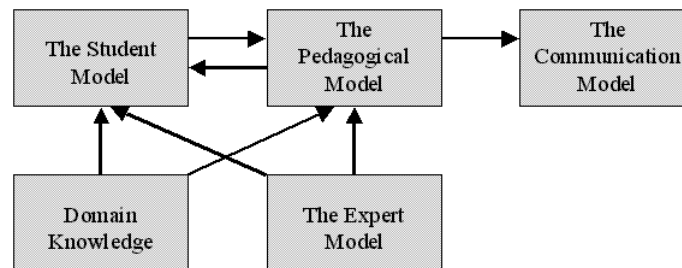 The Student
Model
The
Pedagogical
Model
The
Communication
Model
Domain
Knowledge
The Expert
Model